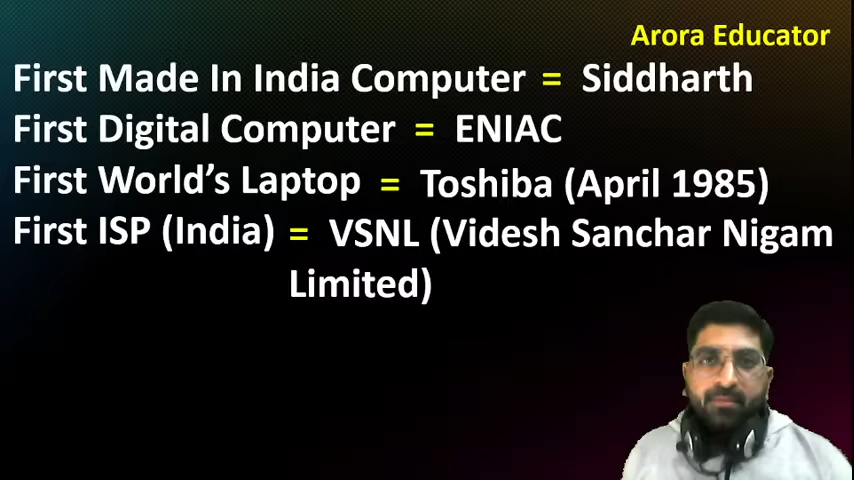 Arora Educator
First Made In India Computer = Siddharth
First Digital Computer = ENIAC
First World's Laptop = Toshiba (April 1985)
First ISP (India) = VSNL (Videsh Sanchar Nigam
Limited)